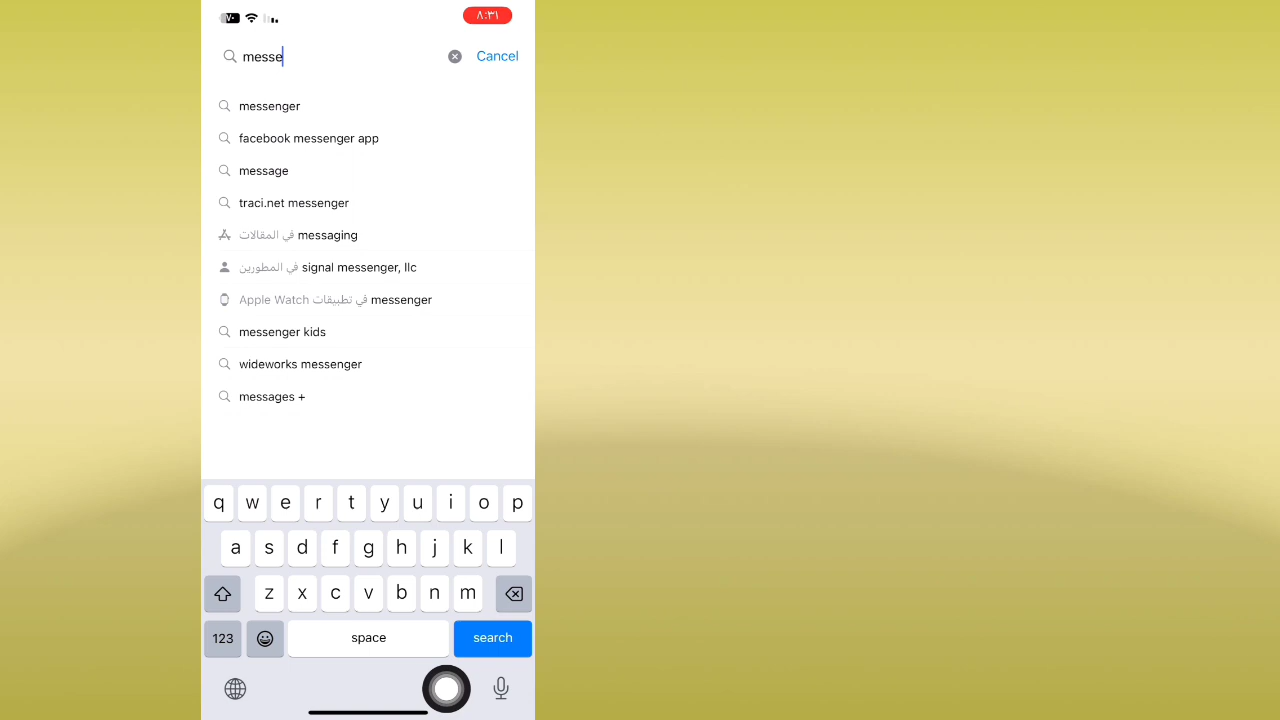 ٨:٣١
messe
Cancel
messenger
facebook messenger app
message
traci.net messenger
messaging في المقالات
signal messenger, llc في المطورين
messenger في تطبيقات Apple Watch
messenger kids
wideworks messenger
messages +
q w e r t y u i o p
a s d f g h j k l
z x c v b n m
123
space
search